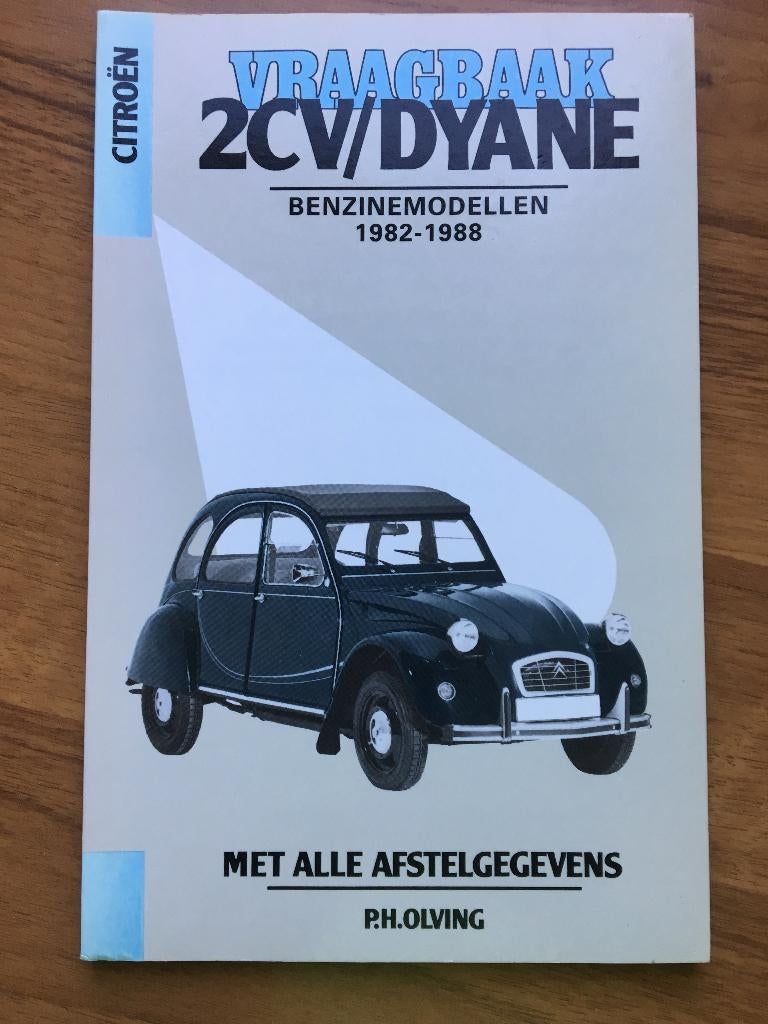 CITROËN
VRAAGBAAK
2CV/DYANE
BENZINEMODELLEN
1982-1988
MET ALLE AFSTELGEGEVENS
P.H.OLVING